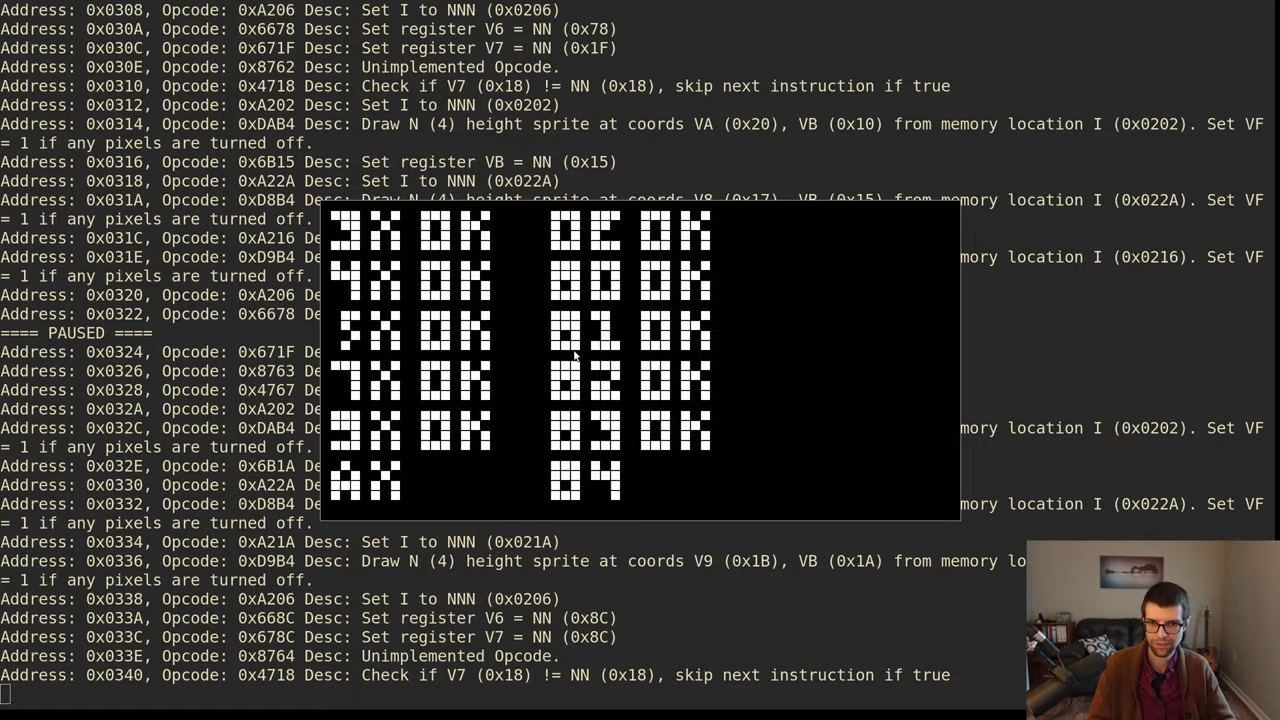 Address: 0x0308, Opcode: 0xA206 Desc: Set I to NNN (0x0206)
Address: 0x030A, Opcode: 0x6678 Desc: Set register V6 = NN (0x78)
Address: 0x030C, Opcode: 0x671F Desc: Set register V7 = NN (0x1F)
Address: 0x030E, Opcode: 0x8762 Desc: Unimplemented Opcode.
Address: 0x0310, Opcode: 0x4718 Desc: Check if V7 (0x18) != NN (0x18), skip next instruction if true
Address: 0x0312, Opcode: 0xA202 Desc: Set I to NNN (0x0202)
Address: 0x0314, Opcode: 0xDAB4 Desc: Draw N (4) height sprite at coords VA (0x20), VB (0x10) from memory location I (0x0202). Set VF
= 1 if any pixels are turned off.
Address: 0x0316, Opcode: 0x6B15 Desc: Set register VB = NN (0x15)
Address: 0x0318, Opcode: 0xA22A Desc: Set I to NNN (0x022A)
Address: 0x031A, Opcode: 0xD8B4 Desc: Draw N (4) height sprite at coords V8 (0x17), VB (0x15) from memory location I (0x022A). Set VF
= 1 if any pixels are turned off.
Address: 0x031C, Opcode: 0xA216 De
Address: 0x031E, Opcode: 0xD9B4 De mory location I (0x0216). Set VF
= 1 if any pixels are turned off.
Address: 0x0320, Opcode: 0xA206 De
Address: 0x0322, Opcode: 0x6678 De
==== PAUSED ====
Address: 0x0324, Opcode: 0x671F De
Address: 0x0326, Opcode: 0x8763 De
Address: 0x0328, Opcode: 0x4767 De
Address: 0x032A, Opcode: 0xA202 De
Address: 0x032C, Opcode: 0xDAB4 De mory location I (0x0202). Set VF
= 1 if any pixels are turned off.
Address: 0x032E, Opcode: 0x6B1A De
Address: 0x0330, Opcode: 0xA22A De
Address: 0x0332, Opcode: 0xD8B4 De mory location I (0x022A). Set VF
= 1 if any pixels are turned off.
Address: 0x0334, Opcode: 0xA21A Desc: Set I to NNN (0x021A)
Address: 0x0336, Opcode: 0xD9B4 Desc: Draw N (4) height sprite at coords V9 (0x1B), VB (0x1A) from memory lo
= 1 if any pixels are turned off.
Address: 0x0338, Opcode: 0xA206 Desc: Set I to NNN (0x0206)
Address: 0x033A, Opcode: 0x668C Desc: Set register V6 = NN (0x8C)
Address: 0x033C, Opcode: 0x678C Desc: Set register V7 = NN (0x8C)
Address: 0x033E, Opcode: 0x8764 Desc: Unimplemented Opcode.
Address: 0x0340, Opcode: 0x4718 Desc: Check if V7 (0x18) != NN (0x18), skip next instruction if true
3X OK 0E OK
4X OK 80 OK
5X OK 81 OK
7X OK 82 OK
9X OK 83 OK
AX 84